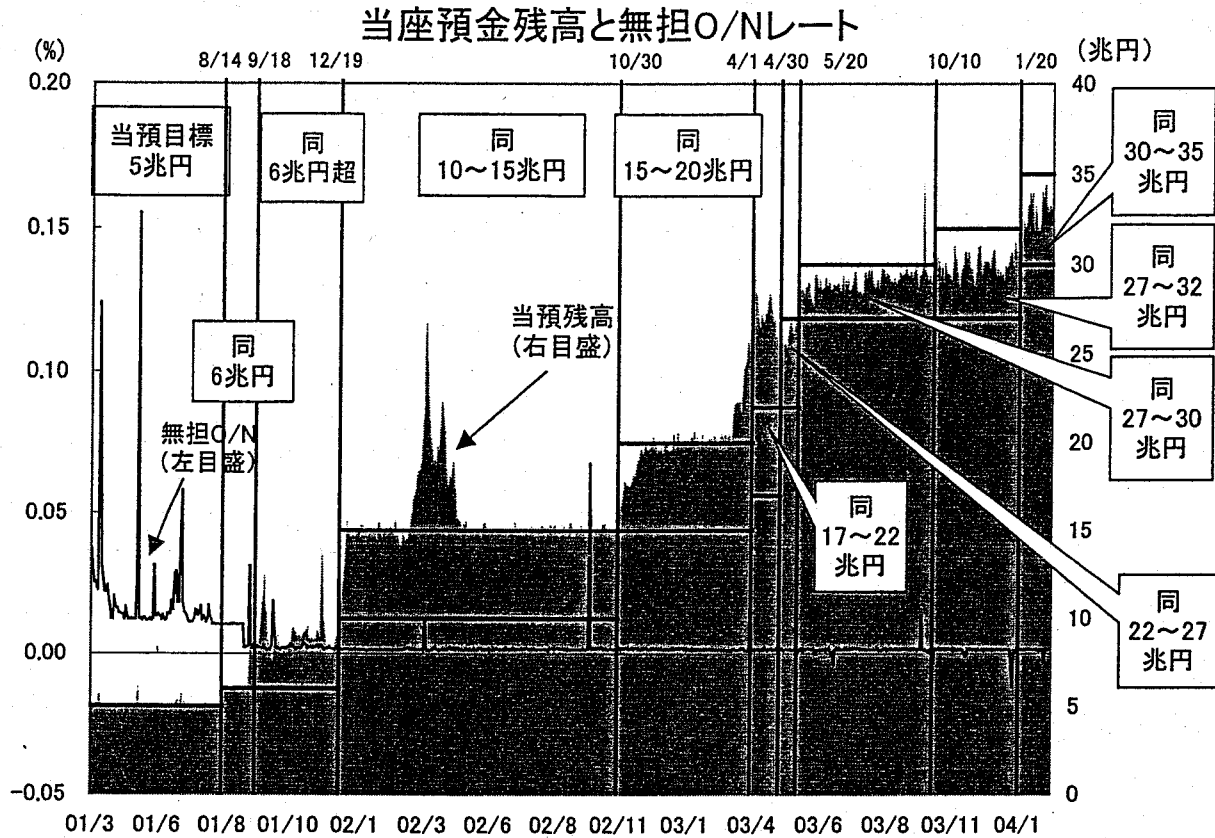 当座預金残高と無担O/Nレート
(%)
(兆円)
8/14
9/18
12/19
10/30
4/1
4/30
5/20
10/10
1/20
0.20
0.15
0.10
0.05
0.00
-0.05
40
35
30
25
20
15
10
5
0
当預目標
5兆円
同
6兆円
同
6兆円超
同
10～15兆円
同
15～20兆円
同
30～35
兆円
同
27～32
兆円
同
27～30
兆円
同
17～22
兆円
同
22～27
兆円
無担O/N
(左目盛)
当預残高
(右目盛)
01/3
01/6
01/8
01/10
02/1
02/3
02/6
02/8
02/11
03/1
03/4
03/6
03/8
03/11
04/1